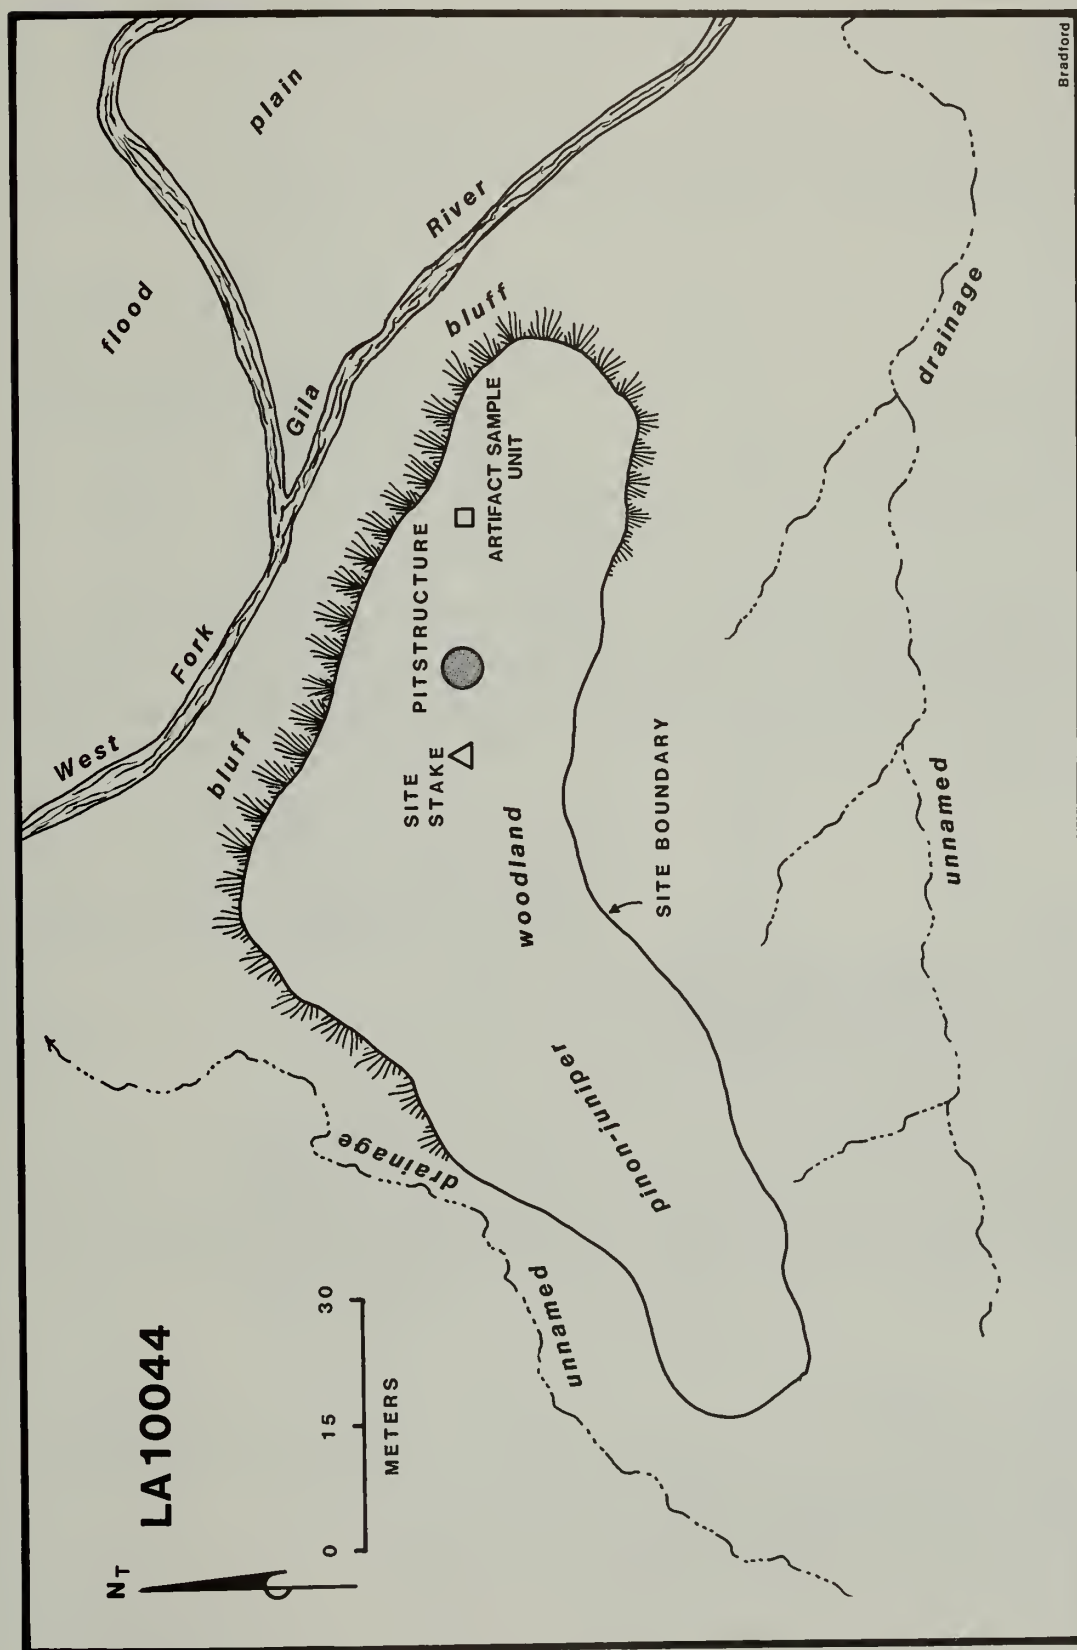 N T
LA10044
0 15 30
METERS
unnamed
drainage
West Fork Gila River
flood
plain
bluff
bluff
SITE
STAKE
PITSTRUCTURE
ARTIFACT SAMPLE
UNIT
woodland
pinon-juniper
SITE BOUNDARY
unnamed
drainage
Bradford